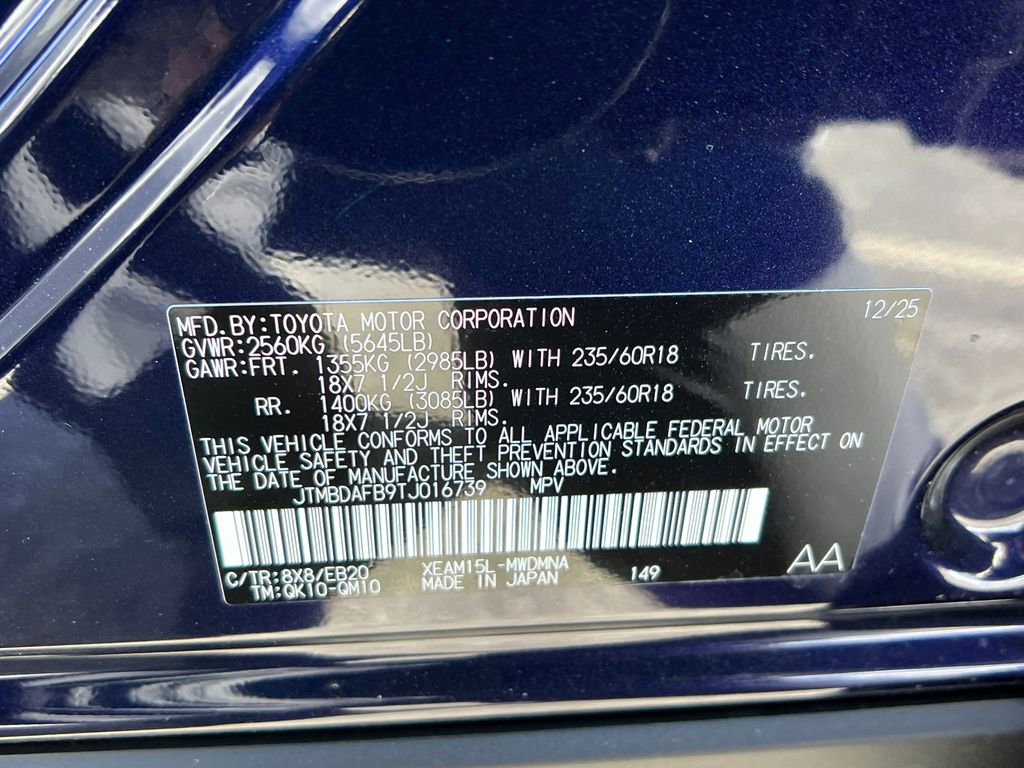 MFD.BY:TOYOTA MOTOR CORPORATION 12/25
GVWR:2560KG (5645LB)
GAWR:FRT. 1355KG (2985LB) WITH 235/60R18 TIRES.
18X7 1/2J RIMS.
RR. 1400KG (3085LB) WITH 235/60R18 TIRES.
18X7 1/2J RIMS.
THIS VEHICLE CONFORMS TO ALL APPLICABLE FEDERAL MOTOR
VEHICLE SAFETY AND THEFT PREVENTION STANDARDS IN EFFECT ON
THE DATE OF MANUFACTURE SHOWN ABOVE.
JTMBDAFB9TJ016739 MPV
C/TR:8X8/EB20 XEAM15L-MWDMNA 149 AA
TM:QK10-QM10 MADE IN JAPAN